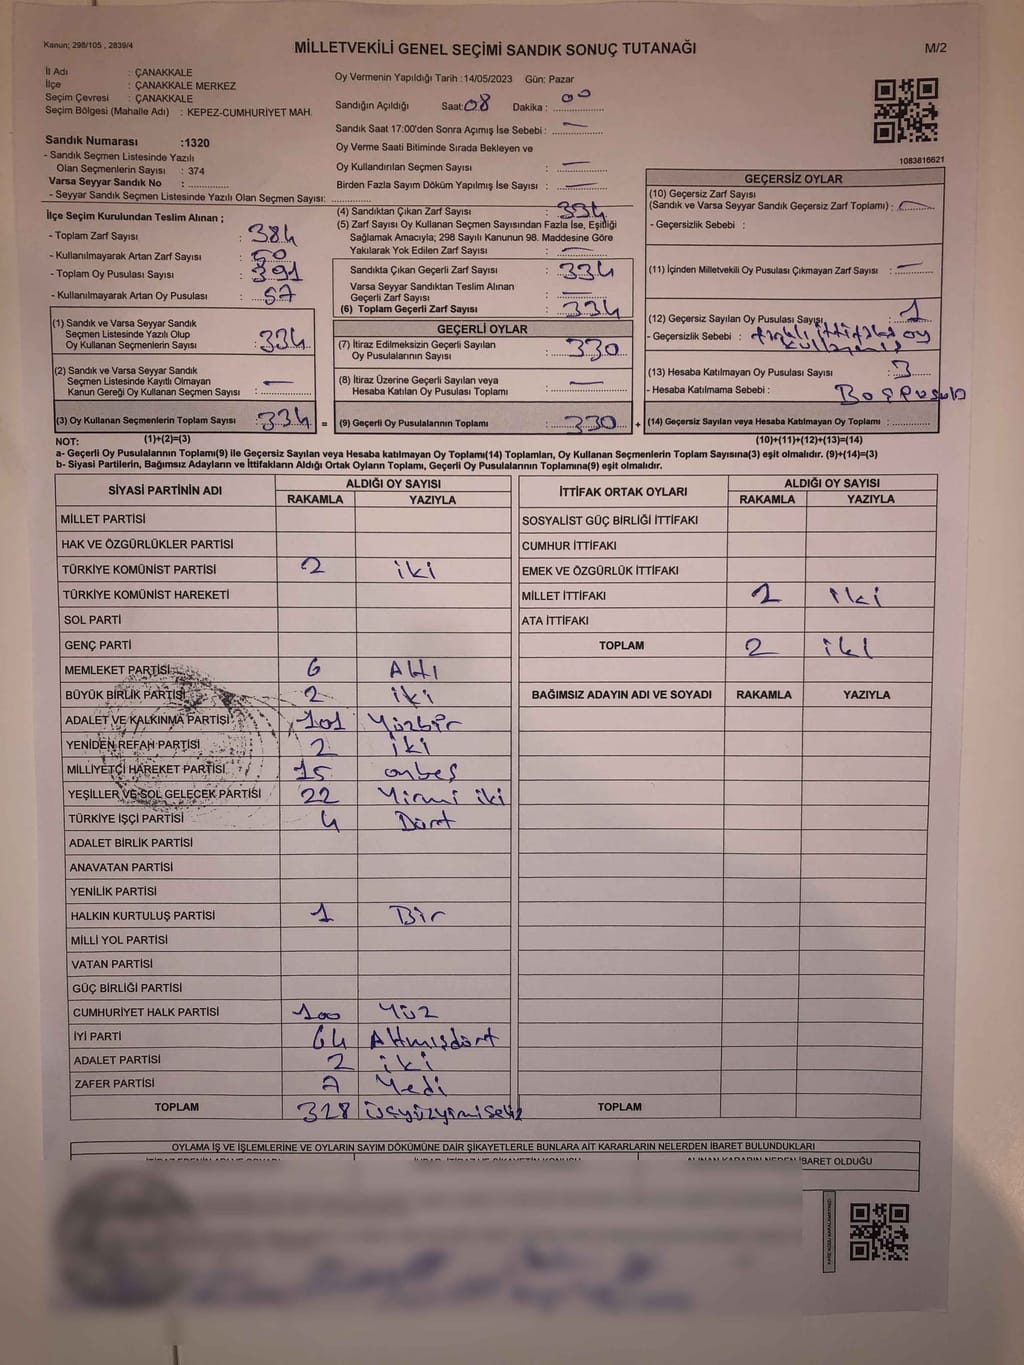 Kanun; 298/105 , 2839/4
MİLLETVEKİLİ GENEL SEÇİMİ SANDIK SONUÇ TUTANAĞI
M/2
İl Adı : ÇANAKKALE
İlçe : ÇANAKKALE MERKEZ
Seçim Çevresi : ÇANAKKALE
Seçim Bölgesi (Mahalle Adı) : KEPEZ-CUMHURİYET MAH.
Sandık Numarası :1320
- Sandık Seçmen Listesinde Yazılı
Olan Seçmenlerin Sayısı : 374
Varsa Seyyar Sandık No :
- Seyyar Sandık Seçmen Listesinde Yazılı Olan Seçmen Sayısı:
Oy Vermenin Yapıldığı Tarih :14/05/2023 Gün: Pazar
Sandığın Açıldığı Saat: 08 Dakika : 00
Sandık Saat 17:00'den Sonra Açımış İse Sebebi : —
Oy Verme Saati Bitiminde Sırada Bekleyen ve
Oy Kullandırılan Seçmen Sayısı : —
Birden Fazla Sayım Döküm Yapılmış İse Sayısı : —
1083816621
İlçe Seçim Kurulundan Teslim Alınan ;
- Toplam Zarf Sayısı : 384
- Kullanılmayarak Artan Zarf Sayısı : 50
- Toplam Oy Pusulası Sayısı : 391
- Kullanılmayarak Artan Oy Pusulası : 57
(1) Sandık ve Varsa Seyyar Sandık
Seçmen Listesinde Yazılı Olup
Oy Kullanan Seçmenlerin Sayısı : 334
(2) Sandık ve Varsa Seyyar Sandık
Seçmen Listesinde Kayıtlı Olmayan
Kanun Gereği Oy Kullanan Seçmen Sayısı : —
(3) Oy Kullanan Seçmenlerin Toplam Sayısı : 334
(1)+(2)=(3)
(4) Sandıktan Çıkan Zarf Sayısı : 334
(5) Zarf Sayısı Oy Kullanan Seçmen Sayısından Fazla İse, Eşitliği
Sağlamak Amacıyla; 298 Sayılı Kanunun 98. Maddesine Göre
Yakılarak Yok Edilen Zarf Sayısı : —
Sandıkta Çıkan Geçerli Zarf Sayısı : 334
Varsa Seyyar Sandıktan Teslim Alınan
Geçerli Zarf Sayısı : —
(6) Toplam Geçerli Zarf Sayısı : 334
GEÇERLİ OYLAR
(7) İtiraz Edilmeksizin Geçerli Sayılan
Oy Pusulalarının Sayısı : 330
(8) İtiraz Üzerine Geçerli Sayılan veya
Hesaba Katılan Oy Pusulası Toplamı : —
= (9) Geçerli Oy Pusulalarının Toplamı : 330 +
GEÇERSİZ OYLAR
(10) Geçersiz Zarf Sayısı
(Sandık ve Varsa Seyyar Sandık Geçersiz Zarf Toplamı) : —
- Geçersizlik Sebebi :
(11) İçinden Milletvekili Oy Pusulası Çıkmayan Zarf Sayısı : —
(12) Geçersiz Sayılan Oy Pusulası Sayısı : 1
- Geçersizlik Sebebi : farklı ittifaka oy
(13) Hesaba Katılmayan Oy Pusulası Sayısı : 3
- Hesaba Katılmama Sebebi : Boş Pusula
(14) Geçersiz Sayılan veya Hesaba Katılmayan Oy Toplamı :
(10)+(11)+(12)+(13)=(14)
NOT:
a- Geçerli Oy Pusulalarının Toplamı(9) ile Geçersiz Sayılan veya Hesaba katılmayan Oy Toplamı(14) Toplamları, Oy Kullanan Seçmenlerin Toplam Sayısına(3) eşit olmalıdır. (9)+(14)=(3)
b- Siyasi Partilerin, Bağımsız Adayların ve İttifakların Aldığı Ortak Oyların Toplamı, Geçerli Oy Pusulalarının Toplamına(9) eşit olmalıdır.
SİYASİ PARTİNİN ADI ALDIĞI OY SAYISI
RAKAMLA YAZIYLA
MİLLET PARTİSİ
HAK VE ÖZGÜRLÜKLER PARTİSİ
TÜRKİYE KOMÜNİST PARTİSİ 2 iki
TÜRKİYE KOMÜNİST HAREKETİ
SOL PARTİ
GENÇ PARTİ
MEMLEKET PARTİSİ 6 Altı
BÜYÜK BİRLİK PARTİSİ 2 iki
ADALET VE KALKINMA PARTİSİ 101 Yüzbir
YENİDEN REFAH PARTİSİ 2 iki
MİLLİYETÇİ HAREKET PARTİSİ 15 onbeş
YEŞİLLER VE SOL GELECEK PARTİSİ 22 Yirmi iki
TÜRKİYE İŞÇİ PARTİSİ 4 Dört
ADALET BİRLİK PARTİSİ
ANAVATAN PARTİSİ
YENİLİK PARTİSİ
HALKIN KURTULUŞ PARTİSİ 1 Bir
MİLLİ YOL PARTİSİ
VATAN PARTİSİ
GÜÇ BİRLİĞİ PARTİSİ
CUMHURİYET HALK PARTİSİ 100 Yüz
İYİ PARTİ 64 Altmışdört
ADALET PARTİSİ 2 iki
ZAFER PARTİSİ 7 Yedi
TOPLAM 328
İTTİFAK ORTAK OYLARI ALDIĞI OY SAYISI
RAKAMLA YAZIYLA
SOSYALİST GÜÇ BİRLİĞİ İTTİFAKI
CUMHUR İTTİFAKI
EMEK VE ÖZGÜRLÜK İTTİFAKI
MİLLET İTTİFAKI 2 iki
ATA İTTİFAKI
TOPLAM 2 iki
BAĞIMSIZ ADAYIN ADI VE SOYADI RAKAMLA YAZIYLA
TOPLAM
OYLAMA İŞ VE İŞLEMLERİNE VE OYLARIN SAYIM DÖKÜMÜNE DAİR ŞİKAYETLERLE BUNLARA AİT KARARLARIN NELERDEN İBARET BULUNDUKLARI